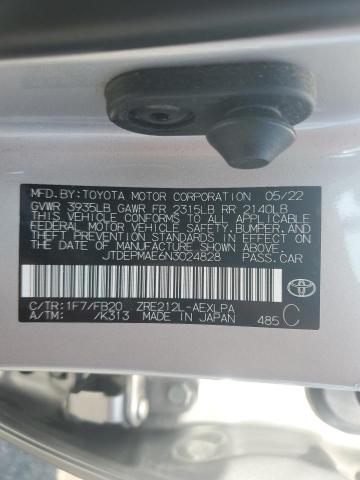 MFD.BY:TOYOTA MOTOR CORPORATION 05/22
GVWR 3935LB GAWR FR 2315LB RR 2140LB
THIS VEHICLE CONFORMS TO ALL APPLICABLE
FEDERAL MOTOR VEHICLE SAFETY,BUMPER,AND
THEFT PREVENTION STANDARDS IN EFFECT ON THE
DATE OF MANUFACTURE SHOWN ABOVE.
JTDEPMAE6N3024828 PASS.CAR
C/TR:1F7/FB20 ZRE212L-AEXLPA
A/TM: /K313 MADE IN JAPAN 485 C